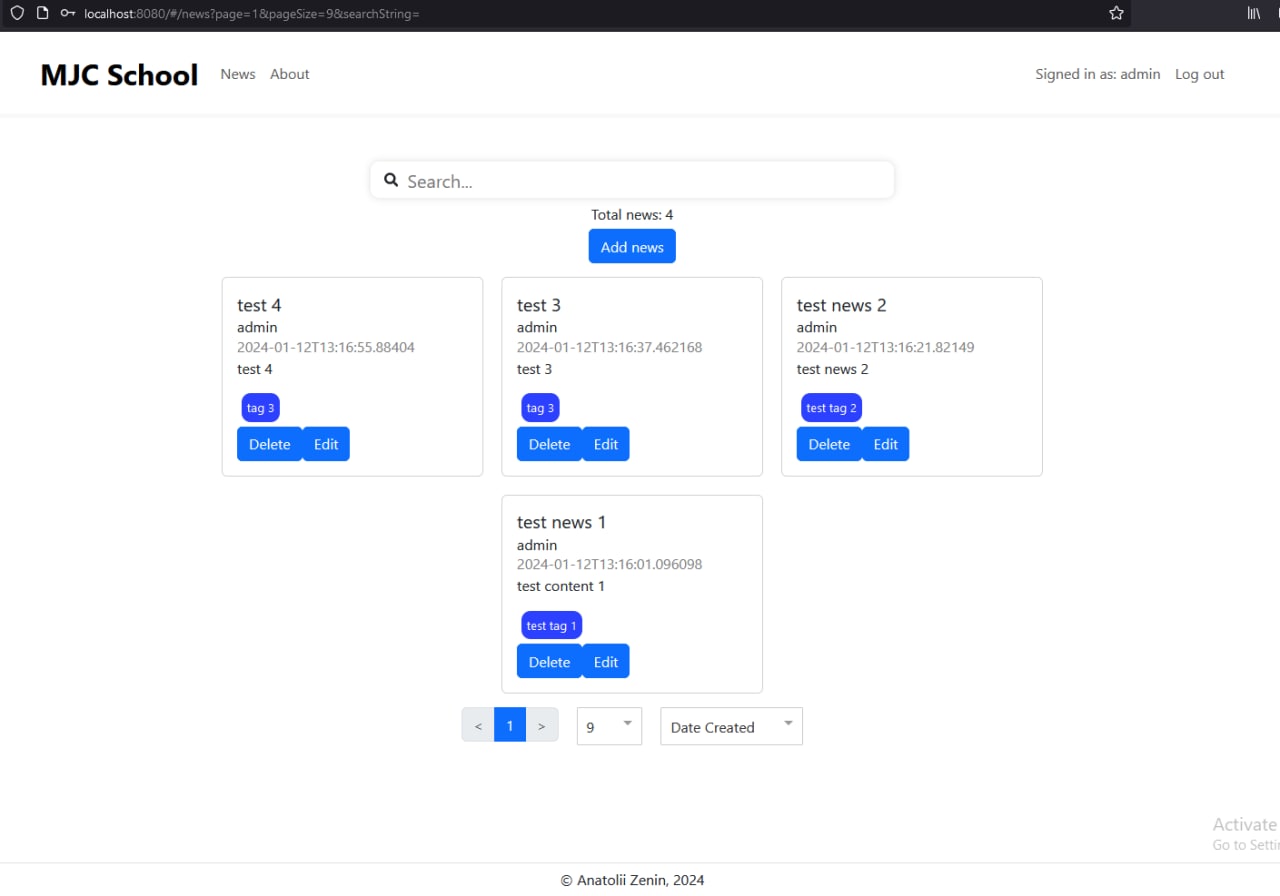 localhost:8080/#/news?page=1&pageSize=9&searchString=
MJC School News About Signed in as: admin Log out
Search...
Total news: 4
Add news
test 4
admin
2024-01-12T13:16:55.88404
test 4
tag 3
Delete Edit
test 3
admin
2024-01-12T13:16:37.462168
test 3
tag 3
Delete Edit
test news 2
admin
2024-01-12T13:16:21.82149
test news 2
test tag 2
Delete Edit
test news 1
admin
2024-01-12T13:16:01.096098
test content 1
test tag 1
Delete Edit
< 1 > 9 Date Created
Activate
Go to
© Anatolii Zenin, 2024